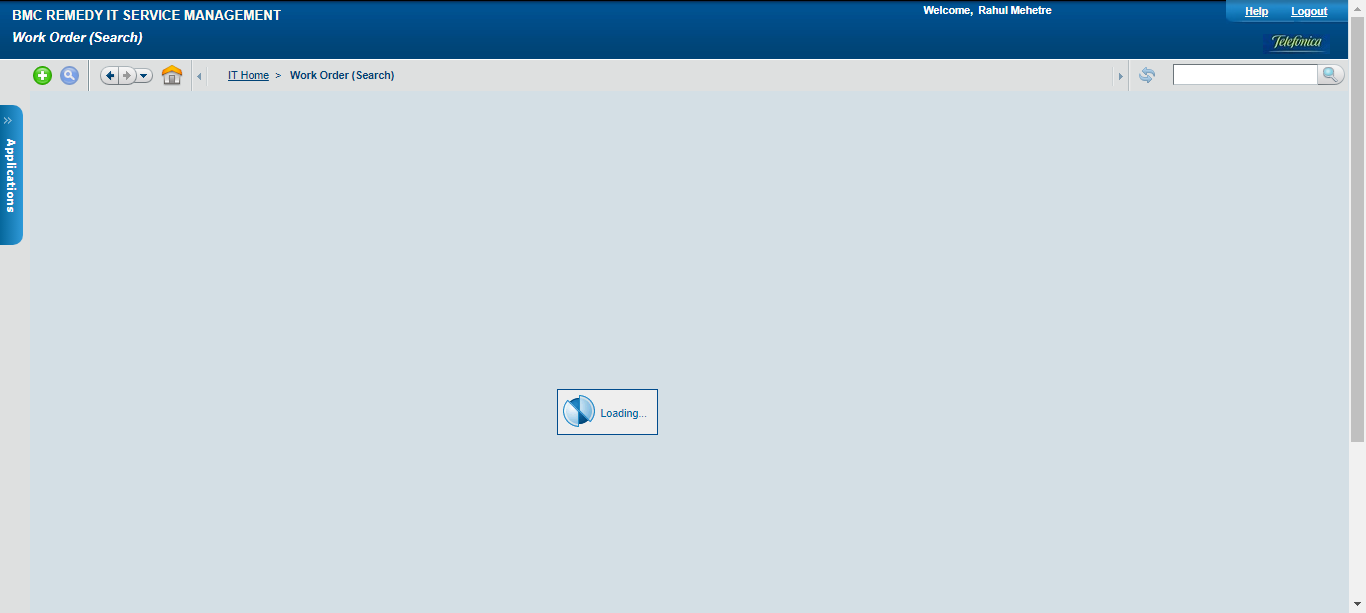 BMC REMEDY IT SERVICE MANAGEMENT
Welcome, Rahul Mehetre
Help
Logout
Work Order (Search)
Telefónica
IT Home > Work Order (Search)
Applications
Loading...